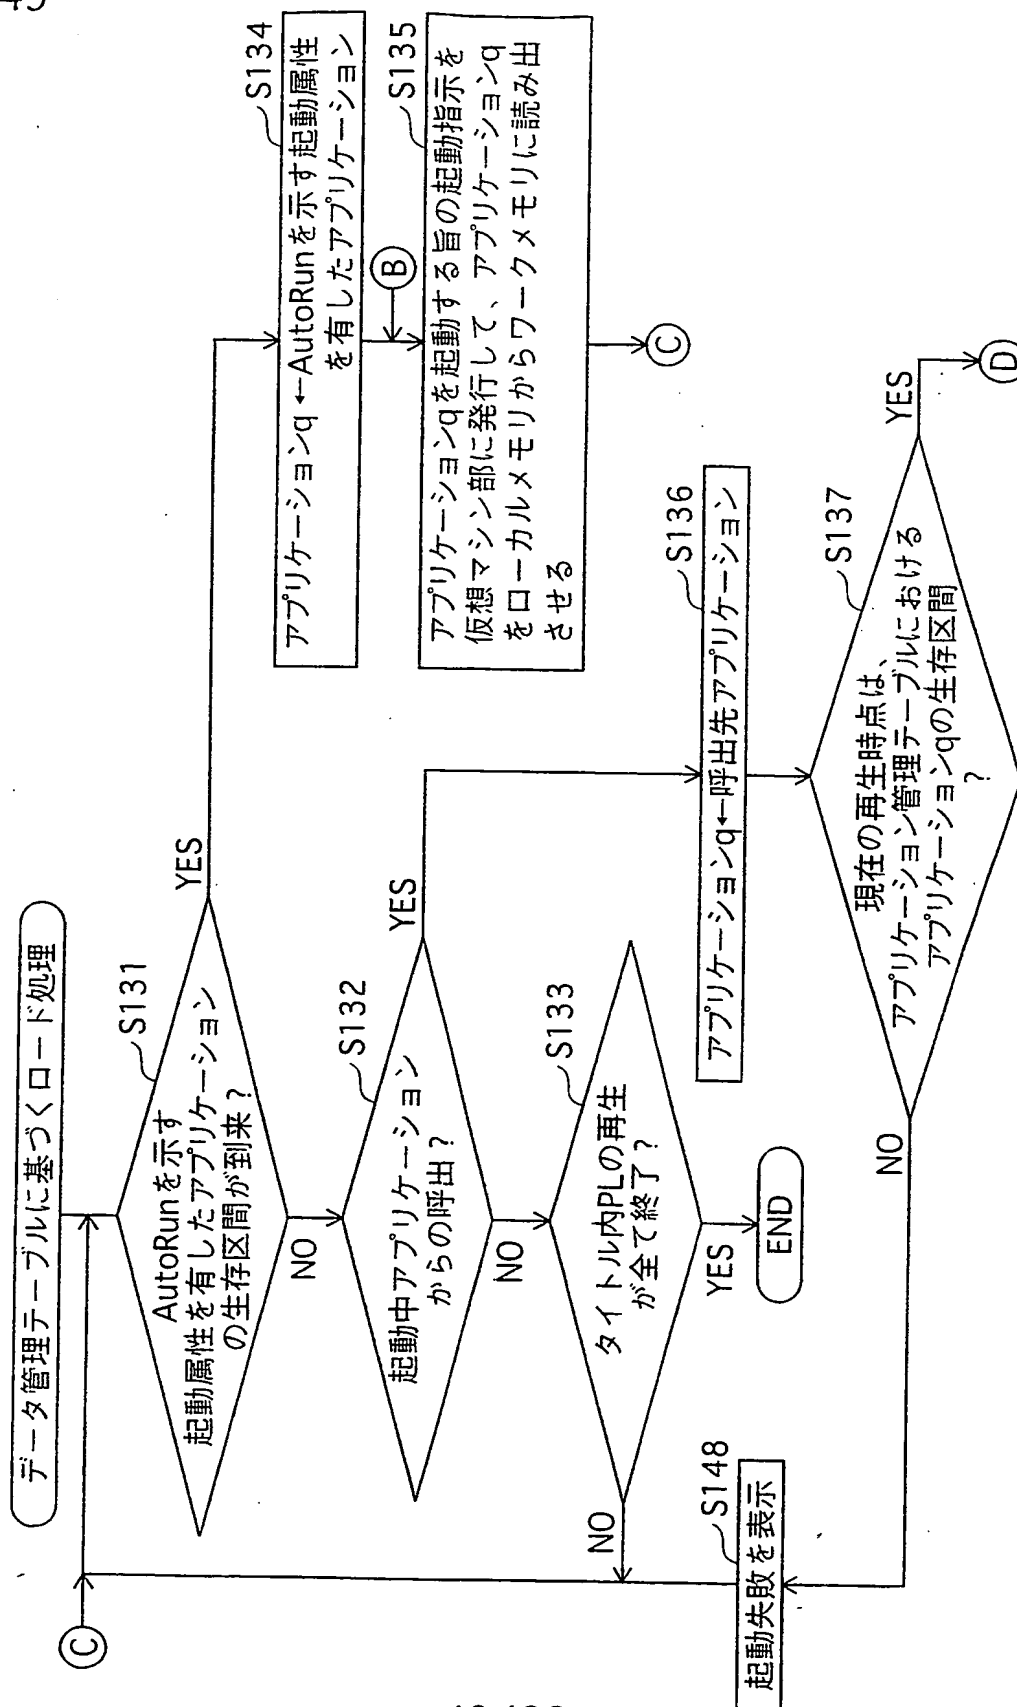 データ管理テーブルに基づくロード処理
C
S131
AutoRunを示す
起動属性を有したアプリケーション
の生存区間が到来？
YES
NO
S132
起動中アプリケーション
からの呼出？
YES
NO
S133
タイトル内PLの再生
が全て終了？
NO
YES
END
S134
アプリケーションq←AutoRunを示す起動属性
を有したアプリケーション
B
S135
アプリケーションqを起動する旨の起動指示を
仮想マシン部に発行して、アプリケーションq
をローカルメモリからワークメモリに読み出
させる
C
S136
アプリケーションq←呼出先アプリケーション
S137
現在の再生時点は、
アプリケーション管理テーブルにおける
アプリケーションqの生存区間
？
YES
D
NO
S148
起動失敗を表示